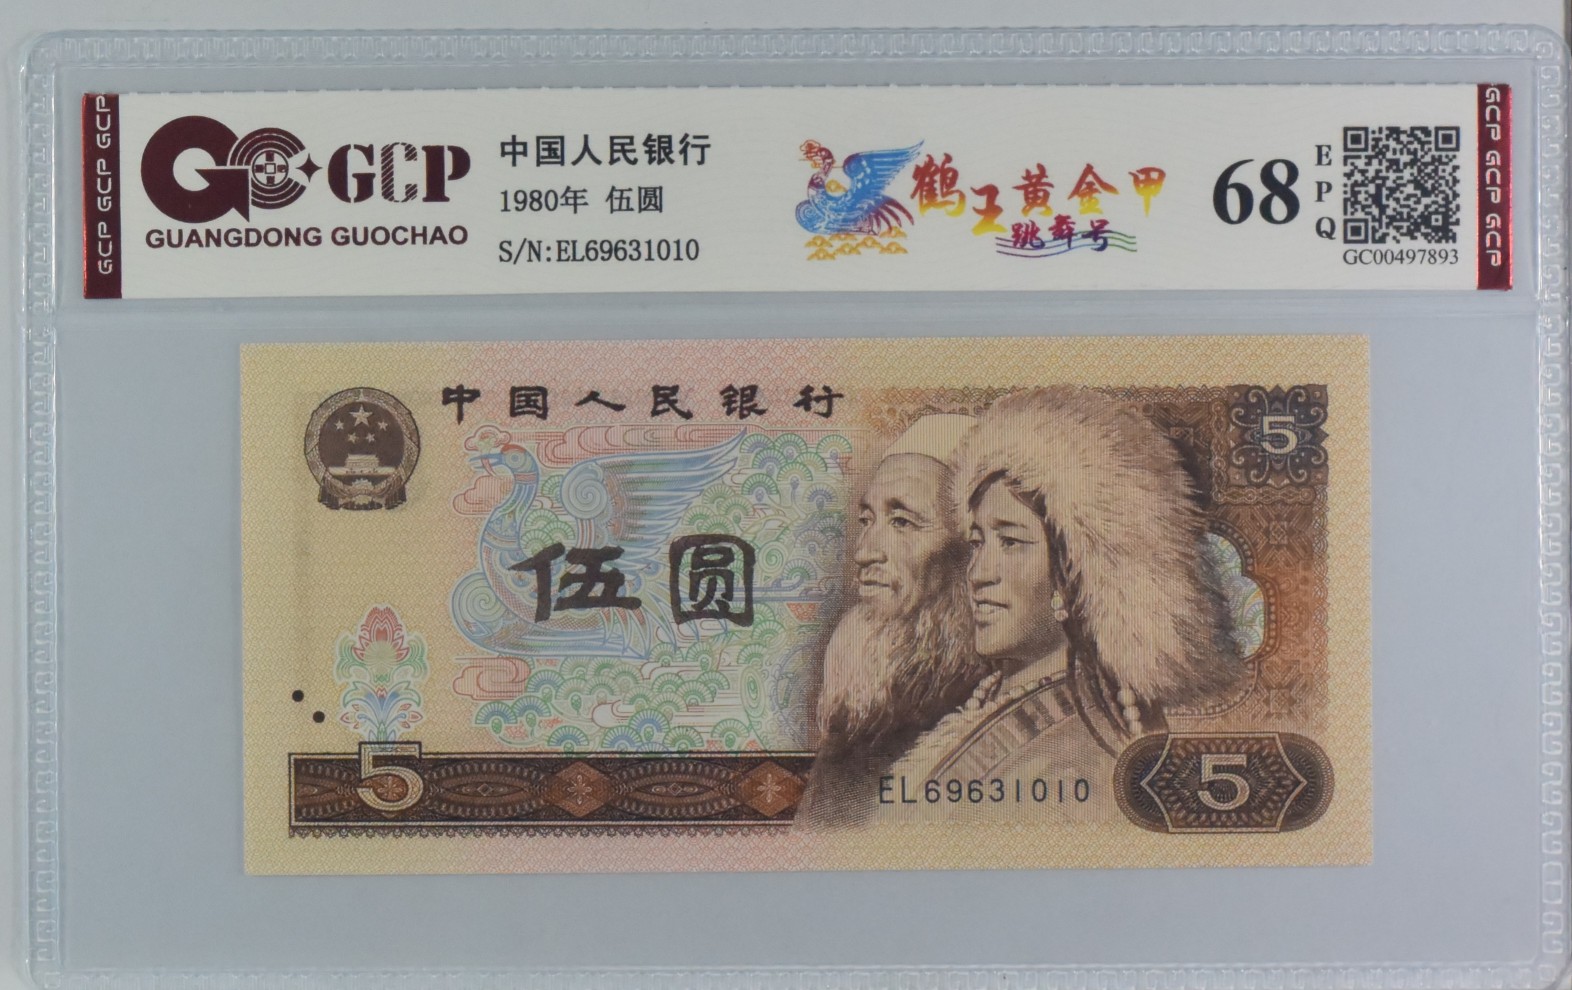 GCP GCP GCP
GCP
GUANGDONG GUOCHAO
中国人民银行
1980年 伍圆
S/N:EL69631010
鹤王黄金甲
跳舞号
68
EPQ
GC00497893
GCP GCP GCP
中国人民银行
5
伍圆
5
EL69631010
5